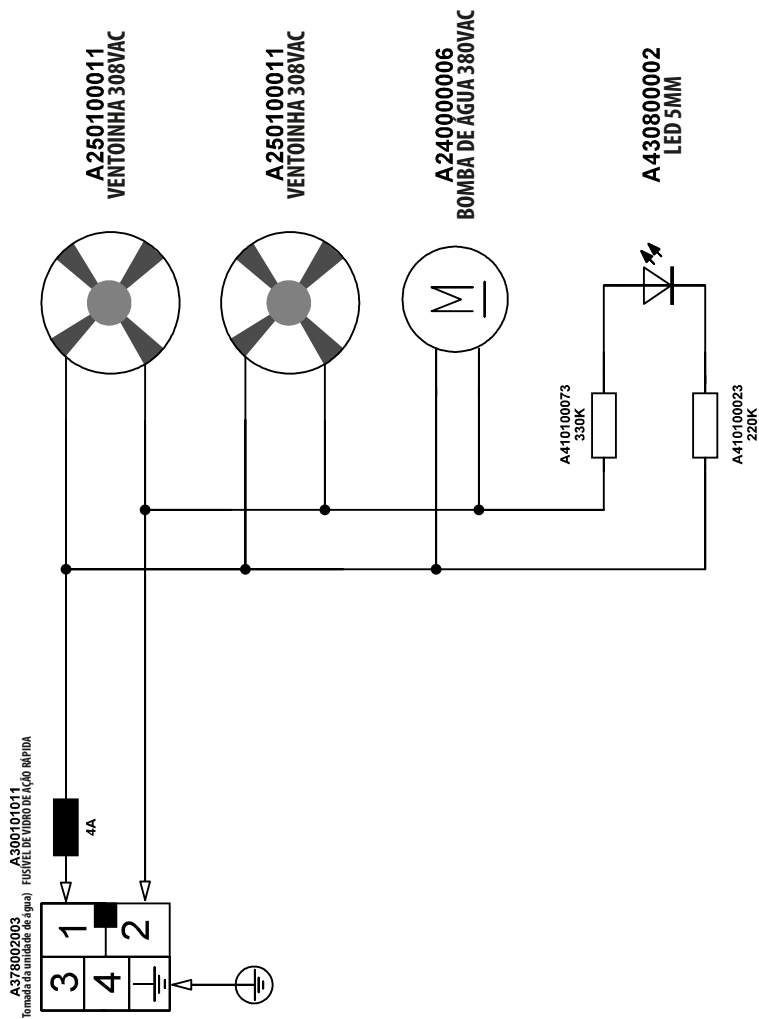 A250100011
VENTOINHA 308VAC
A250100011
VENTOINHA 308VAC
A240000006
BOMBA DE ÁGUA 380VAC
A430800002
LED 5MM
M
A410100073
330K
A410100023
220K
A300101011
FUSÍVEL DE VIDRO DE AÇÃO RÁPIDA
4A
A378002003
Tomada da unidade de água)
1
2
3
4